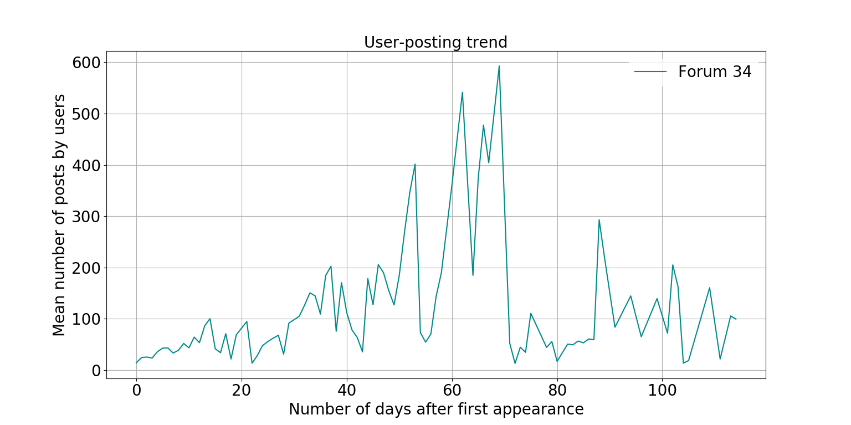 User-posting trend
Forum 34
Mean number of posts by users
600
500
400
300
200
100
0
0 20 40 60 80 100
Number of days after first appearance